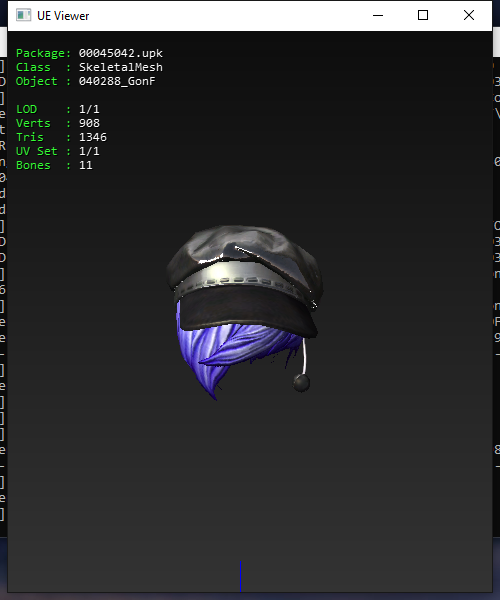 UE Viewer
Package: 00045042.upk
Class : SkeletalMesh
Object : 040288_GonF
LOD : 1/1
Verts : 908
Tris : 1346
UV Set : 1/1
Bones : 11